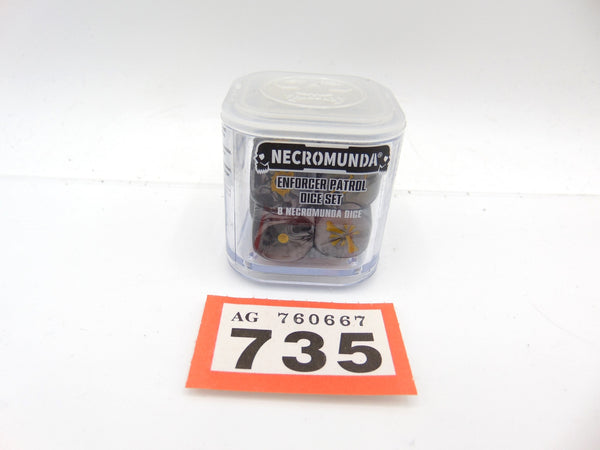 NECROMUNDA®
ENFORCER PATROL
DICE SET
8 NECROMUNDA DICE
AG 760667
735